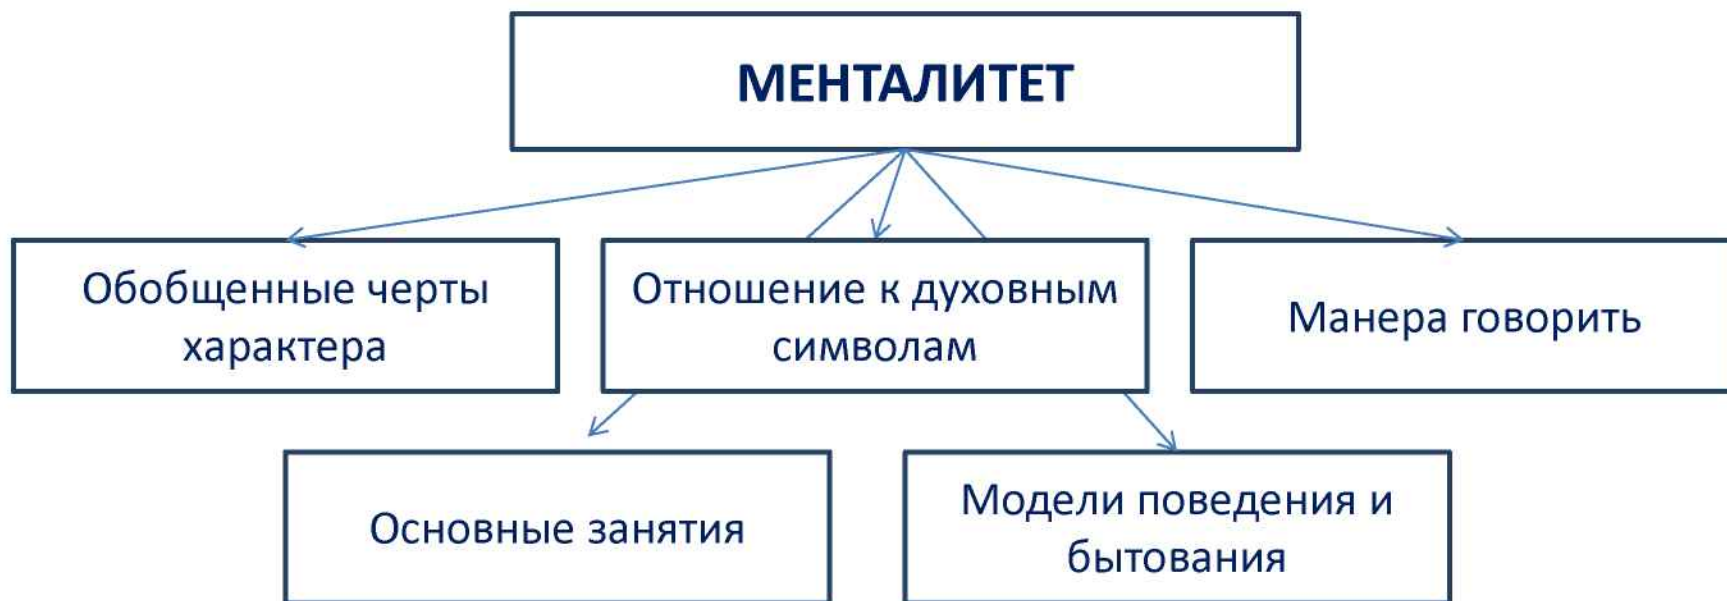 МЕНТАЛИТЕТ
Обобщенные черты
характера
Отношение к духовным
символам
Манера говорить
Основные занятия
Модели поведения и
бытования